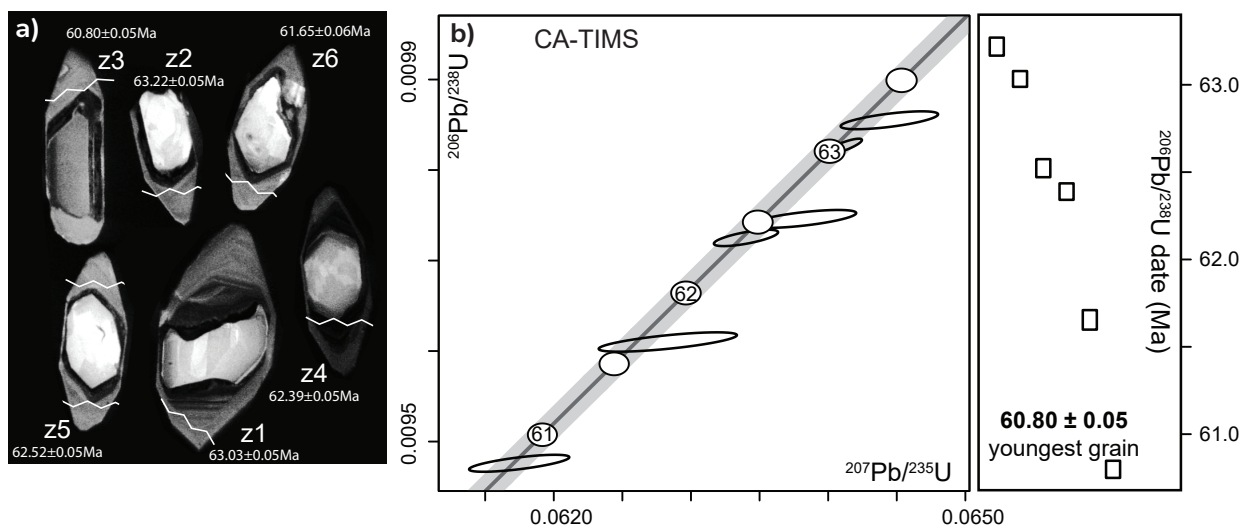 a)
60.80±0.05Ma
z3
z2
63.22±0.05Ma
61.65±0.06Ma
z6
z4
62.39±0.05Ma
z5
62.52±0.05Ma
z1
63.03±0.05Ma
b)
CA-TIMS
²⁰⁶Pb/²³⁸U
0.0099
0.0095
63
62
61
²⁰⁷Pb/²³⁵U
0.0620
0.0650
63.0
62.0
61.0
²⁰⁶Pb/²³⁸U date (Ma)
60.80 ± 0.05
youngest grain